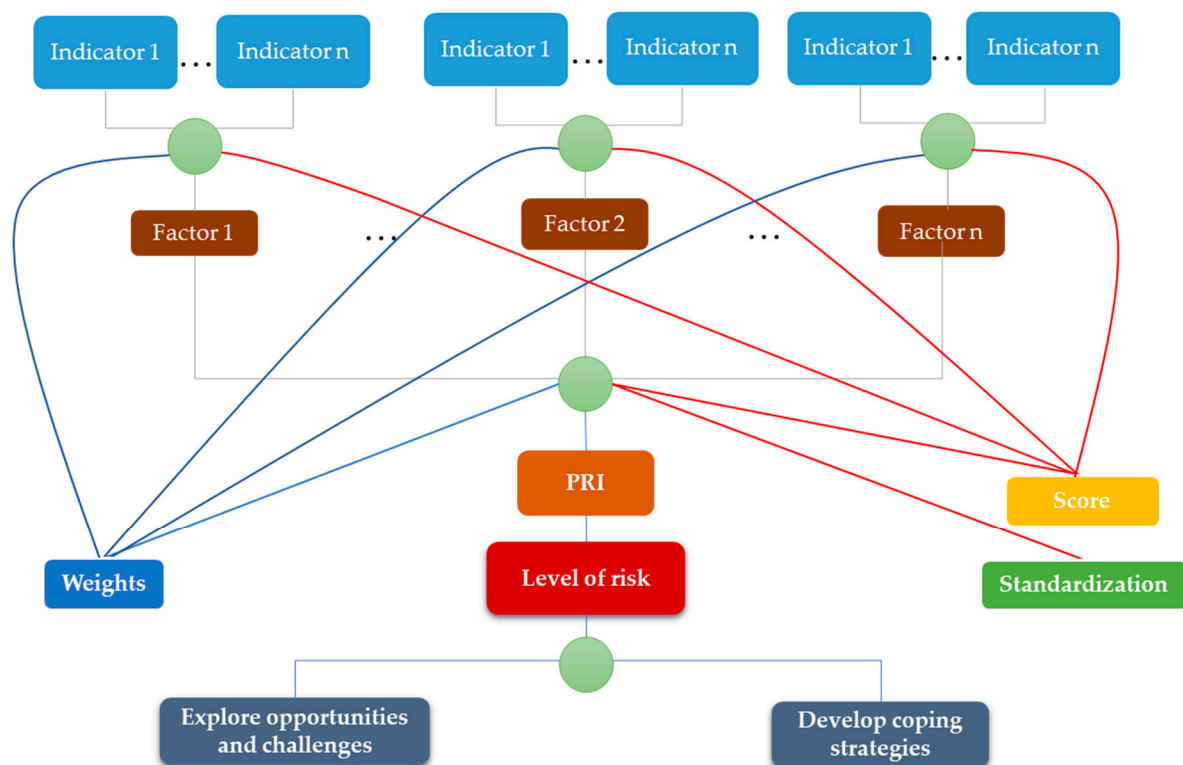 Indicator 1 ... Indicator n Indicator 1 ... Indicator n Indicator 1 ... Indicator n
Factor 1 ... Factor 2 ... Factor n
PRI
Score
Level of risk
Weights
Standardization
Explore opportunities
and challenges
Develop coping
strategies